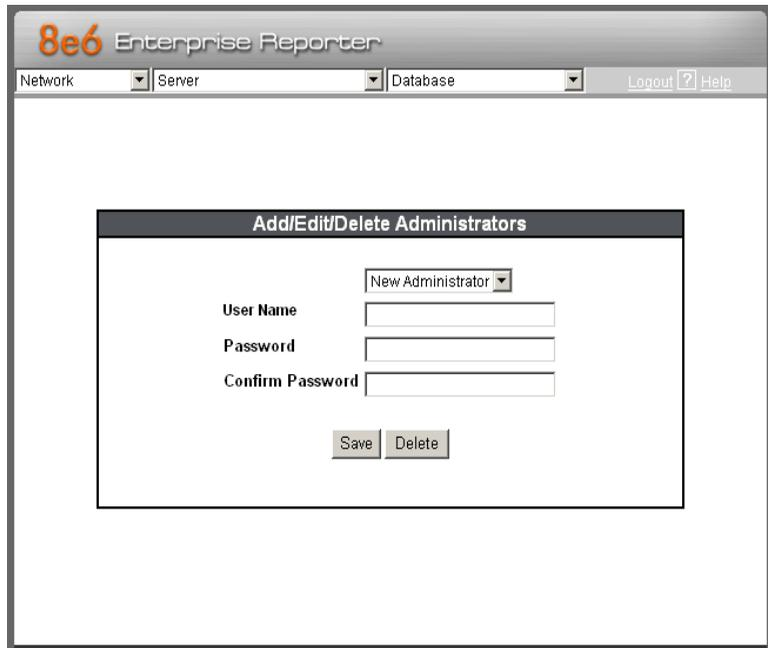 8e6 Enterprise Reporter
Network Server Database Logout ? Help
Add/Edit/Delete Administrators
New Administrator
User Name
Password
Confirm Password
Save Delete